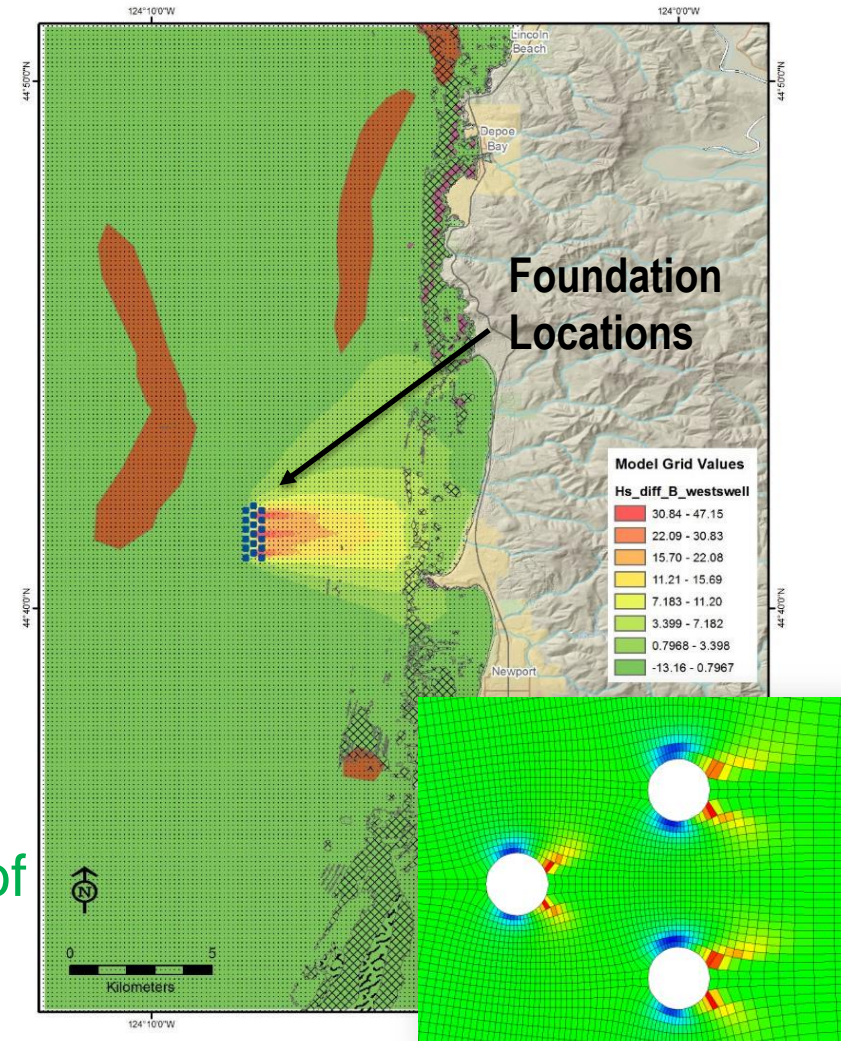 124°10'0"W
124°0'0"W
Lincoln
Beach
44°50'0"N
44°50'0"N
Depoe
Bay
Foundation
Locations
Model Grid Values
Hs_diff_B_westswell
30.84 - 47.15
22.09 - 30.83
15.70 - 22.08
11.21 - 15.69
7.183 - 11.20
3.399 - 7.182
0.7968 - 3.398
-13.16 - 0.7967
44°40'0"N
44°40'0"N
Newport
of
N
0
5
Kilometers
124°10'0"W